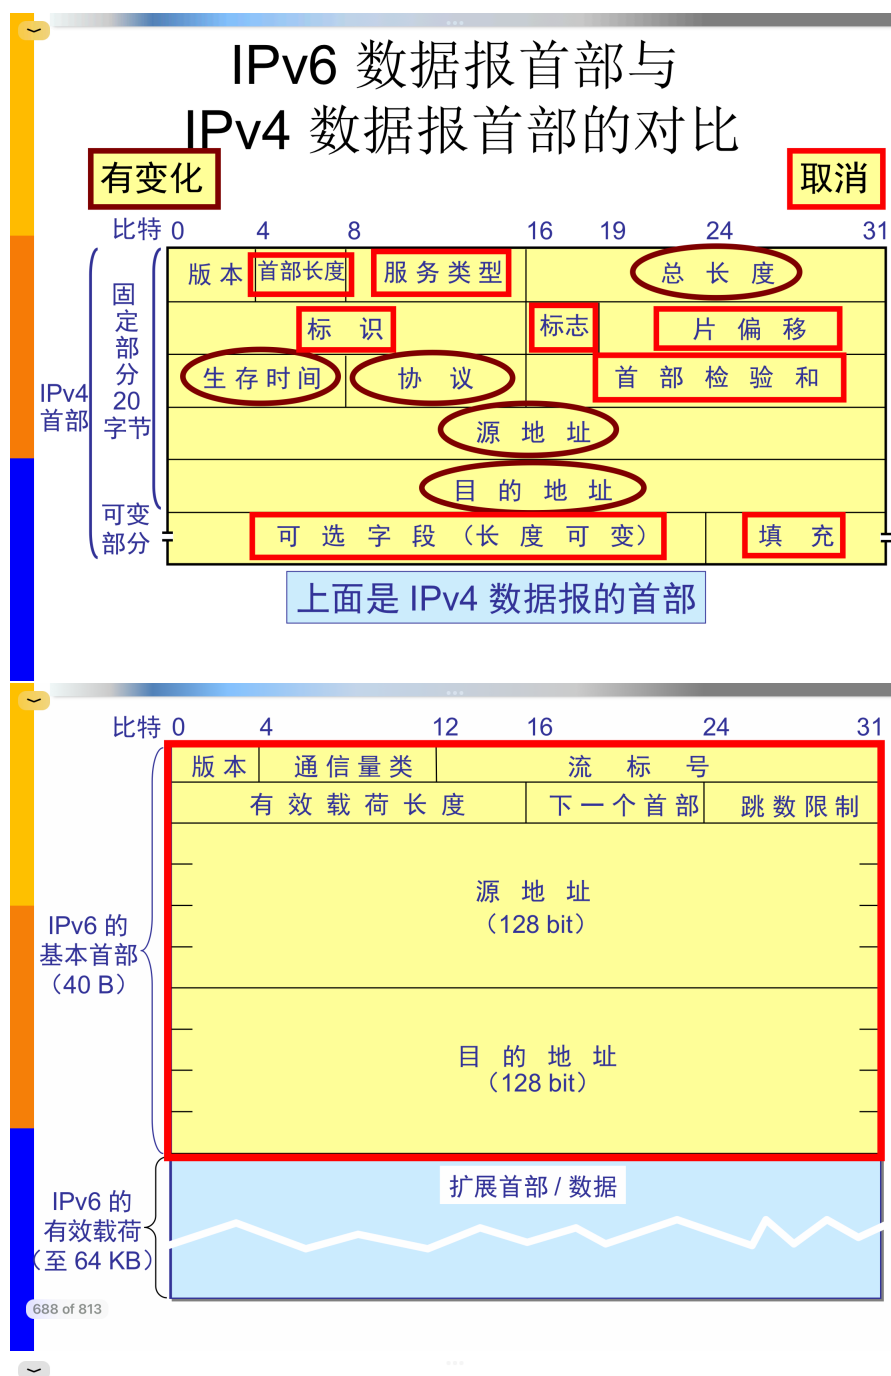 IPv6 数据报首部与
IPv4 数据报首部的对比
有变化
取消
比特 0 4 8 16 19 24 31
版本 首部长度 服务类型 总长度
标识 标志 片偏移
生存时间 协议 首部检验和
源地址
目的地址
可选字段（长度可变） 填充
IPv4
首部
固
定
部
分
20
字节
可变
部分
上面是 IPv4 数据报的首部
比特 0 4 12 16 24 31
版本 通信量类 流标号
有效载荷长度 下一个首部 跳数限制
源地址
（128 bit）
目的地址
（128 bit）
IPv6 的
基本首部
（40 B）
扩展首部 / 数据
IPv6 的
有效载荷
（至 64 KB）
688 of 813